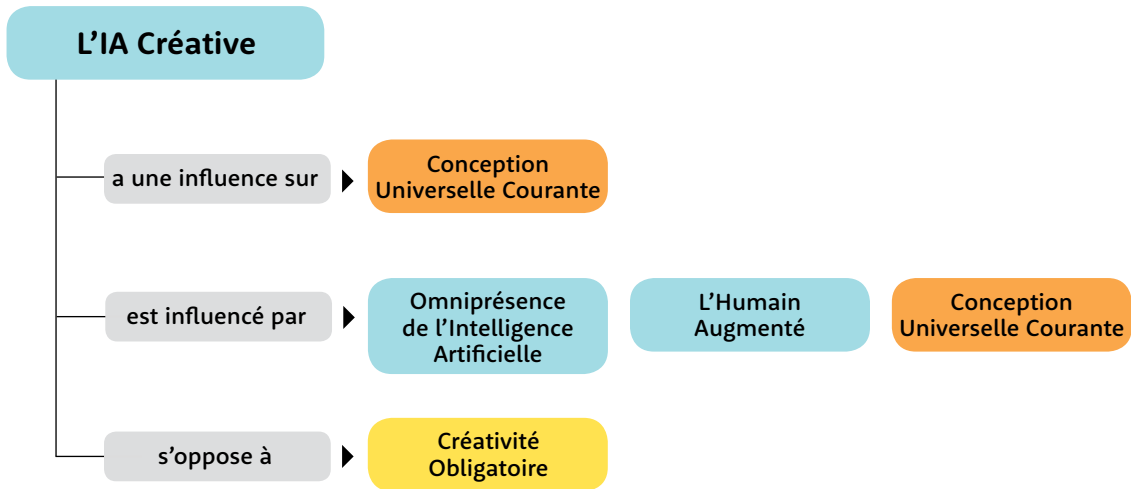 L’IA Créative
a une influence sur
Conception
Universelle Courante
est influencé par
Omniprésence
de l’Intelligence
Artificielle
L’Humain
Augmenté
Conception
Universelle Courante
s'oppose à
Créativité
Obligatoire